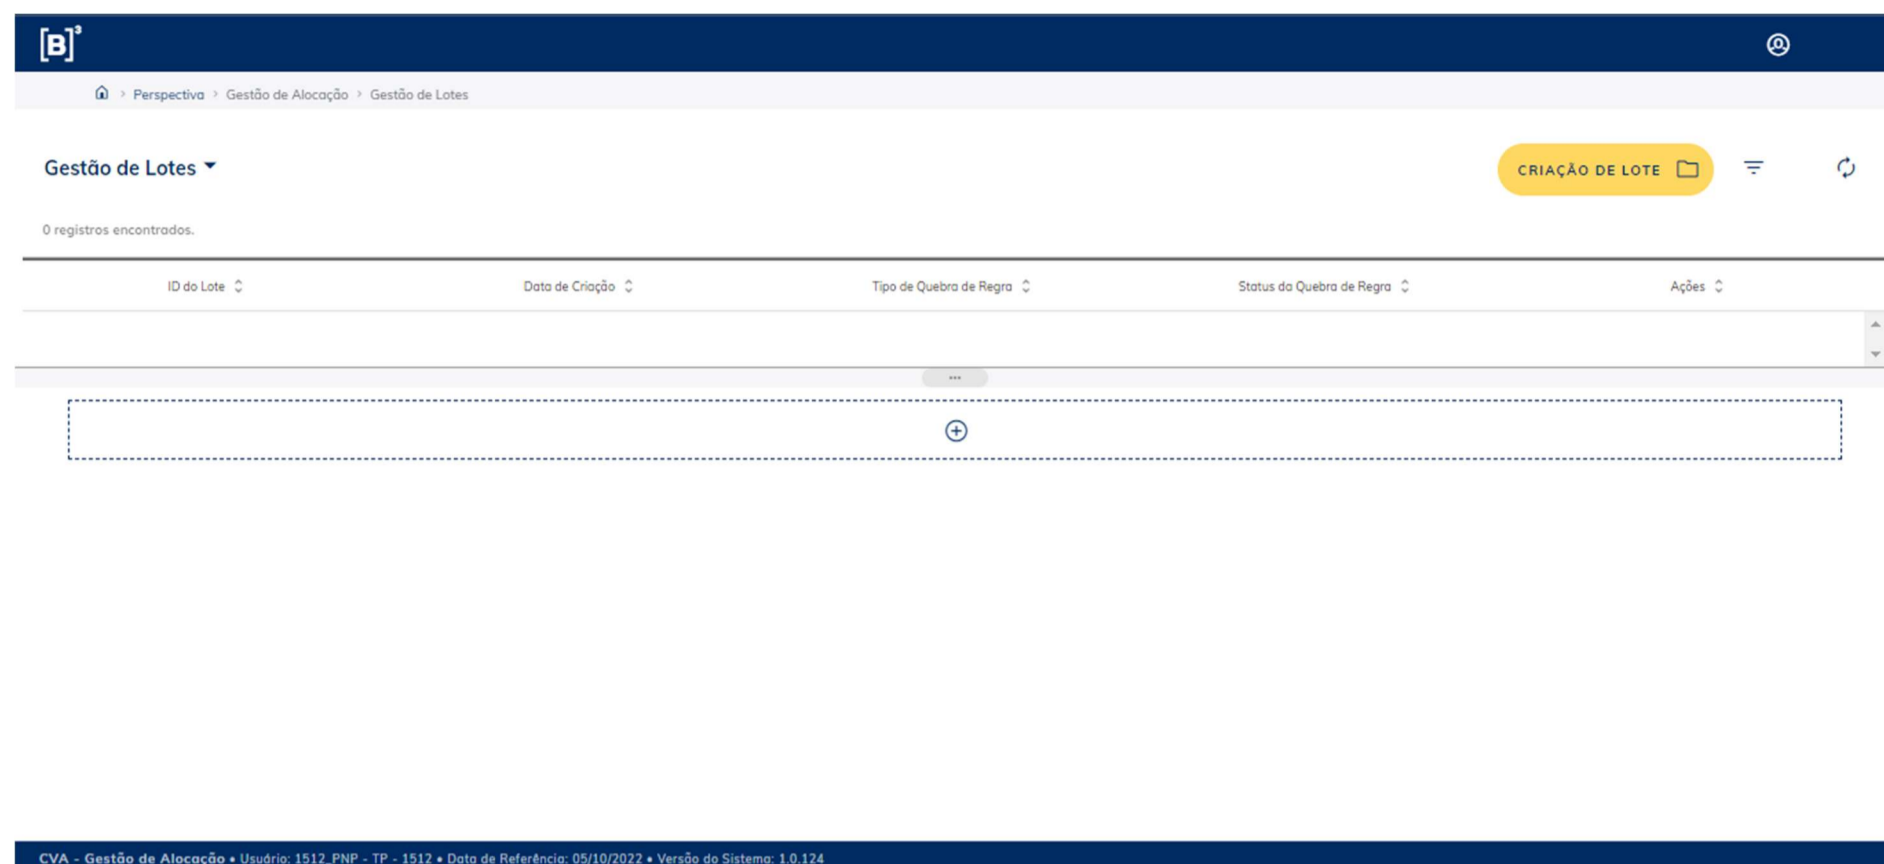 [B]³
Perspectiva > Gestão de Alocação > Gestão de Lotes
Gestão de Lotes
CRIAÇÃO DE LOTE
0 registros encontrados.
ID do Lote Data de Criação Tipo de Quebra de Regra Status da Quebra de Regra Ações
...
CVA - Gestão de Alocação • Usuário: 1512_PNP - TP - 1512 • Data de Referência: 05/10/2022 • Versão do Sistema: 1.0.124